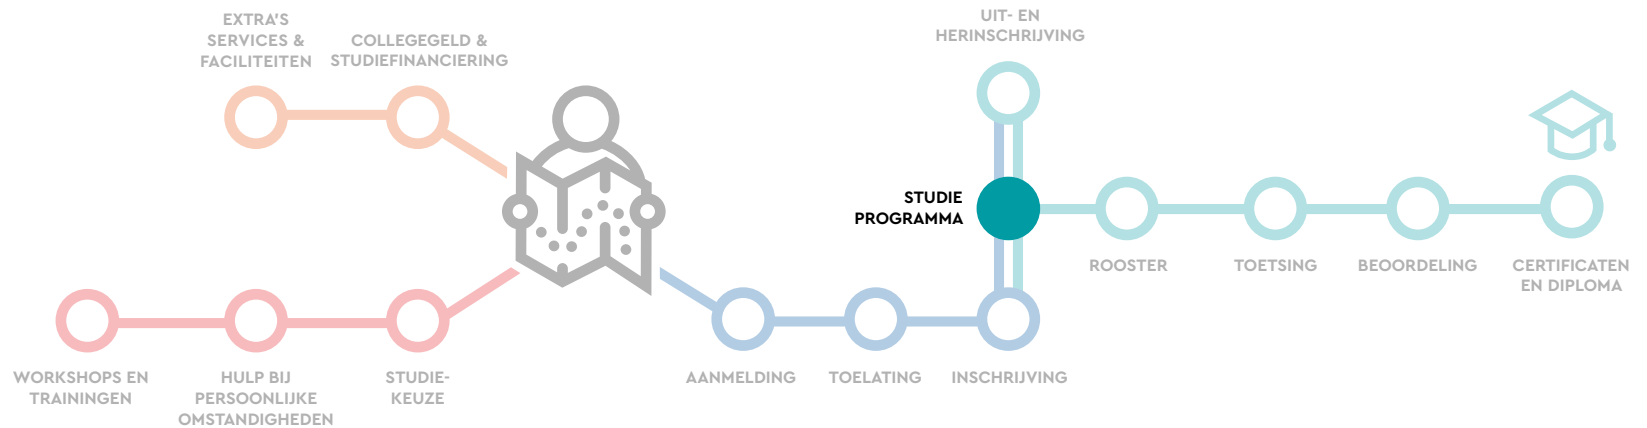 EXTRA'S
SERVICES &
FACILITEITEN
COLLEGEGELD &
STUDIEFINANCIERING
UIT- EN
HERINSCHRIJVING
STUDIE
PROGRAMMA
ROOSTER
TOETSING
BEOORDELING
CERTIFICATEN
EN DIPLOMA
WORKSHOPS EN
TRAININGEN
HULP BIJ
PERSOONLIJKE
OMSTANDIGHEDEN
STUDIE-
KEUZE
AANMELDING
TOELATING
INSCHRIJVING